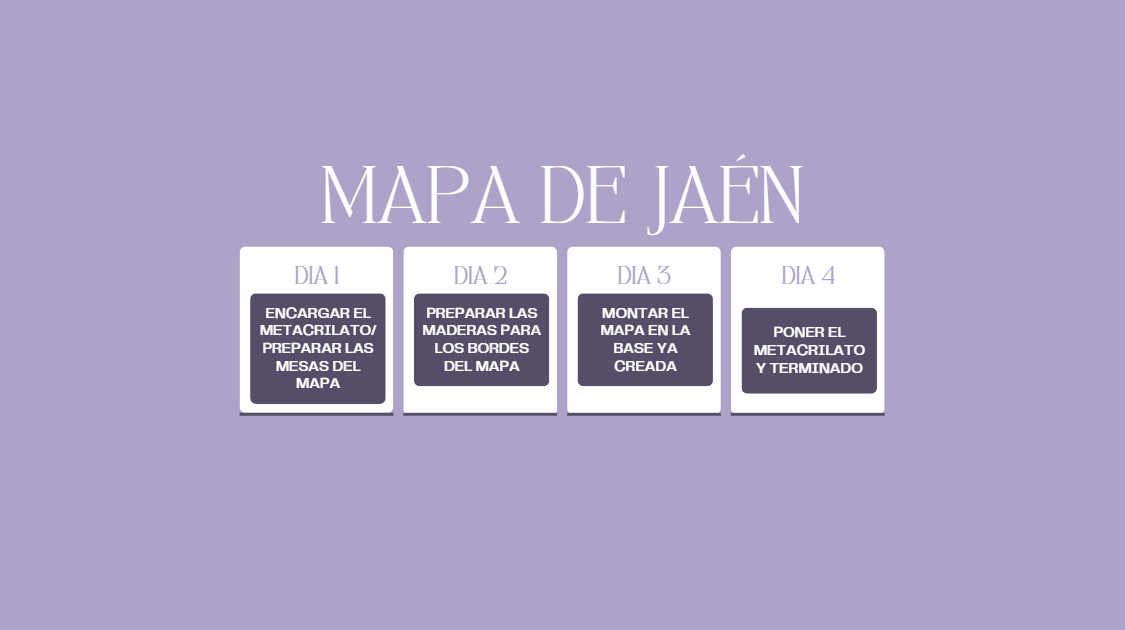 MAPA DE JAÉN
DIA 1
ENCARGAR EL
METACRILATO/
PREPARAR LAS
MESAS DEL
MAPA
DIA 2
PREPARAR LAS
MADERAS PARA
LOS BORDES
DEL MAPA
DIA 3
MONTAR EL
MAPA EN LA
BASE YA
CREADA
DIA 4
PONER EL
METACRILATO
Y TERMINADO